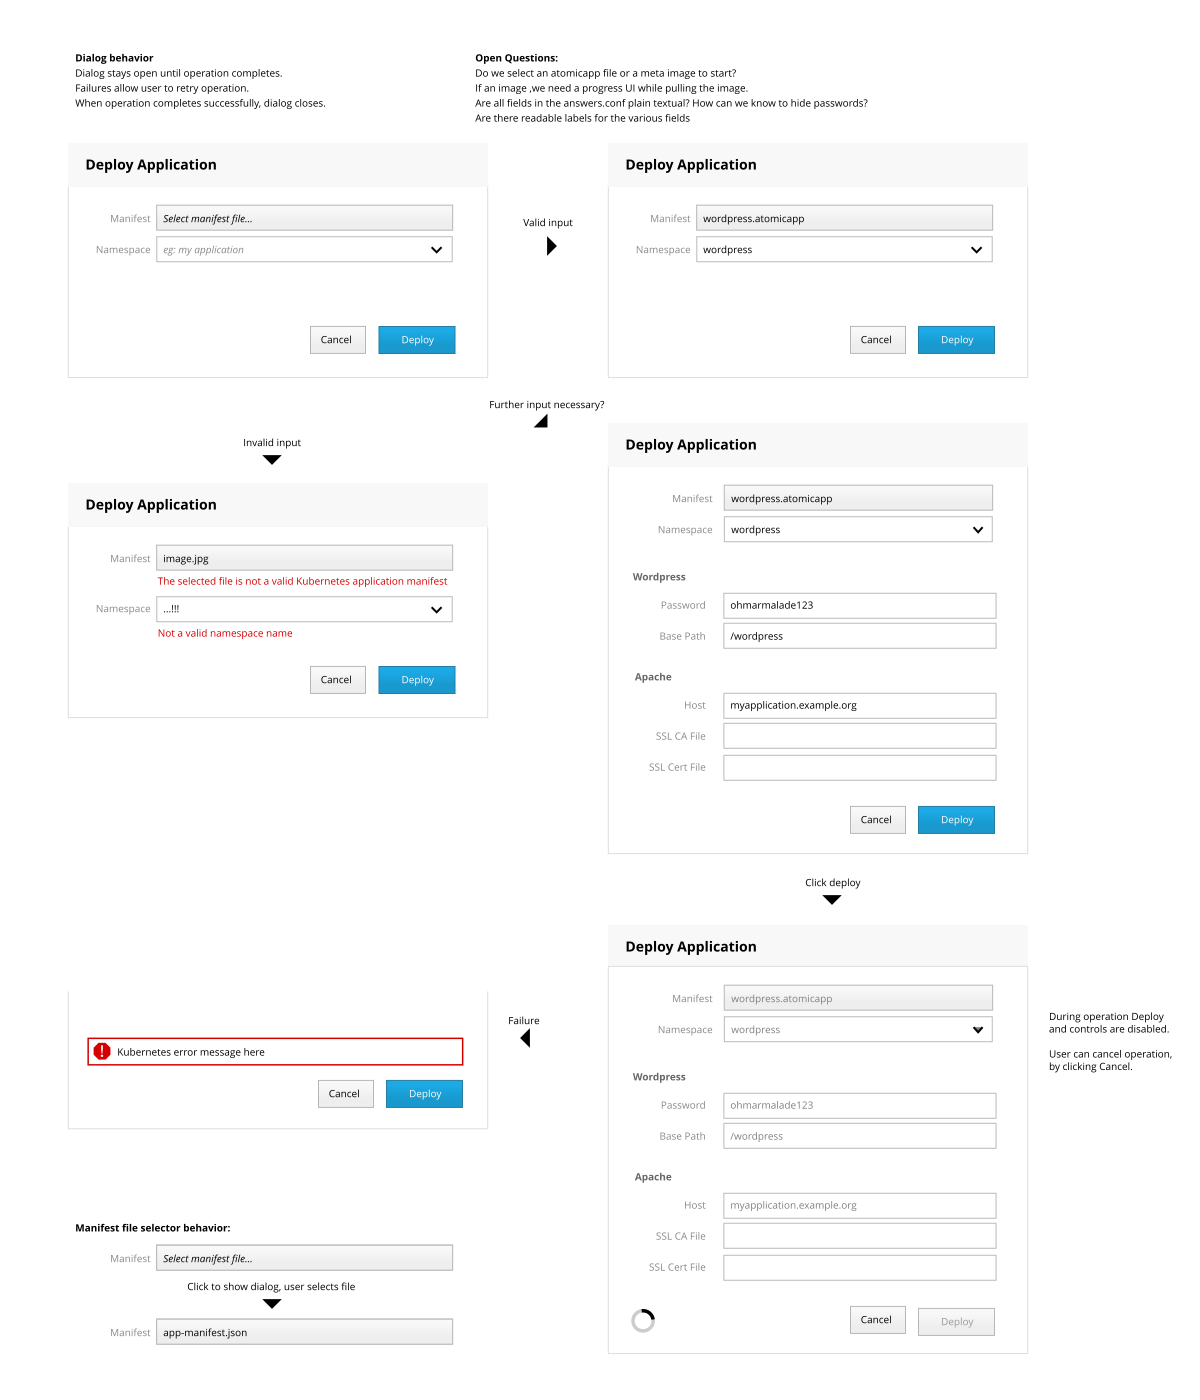 Dialog behavior
Dialog stays open until operation completes.
Failures allow user to retry operation.
When operation completes successfully, dialog closes.
Open Questions:
Do we select an atomicapp file or a meta image to start?
If an image ,we need a progress UI while pulling the image.
Are all fields in the answers.conf plain textual? How can we know to hide passwords?
Are there readable labels for the various fields
Deploy Application
Manifest Select manifest file...
Namespace eg: my application
Cancel Deploy
Valid input
Deploy Application
Manifest wordpress.atomicapp
Namespace wordpress
Cancel Deploy
Further input necessary?
Invalid input
Deploy Application
Manifest image.jpg
The selected file is not a valid Kubernetes application manifest
Namespace ...!!!
Not a valid namespace name
Cancel Deploy
Deploy Application
Manifest wordpress.atomicapp
Namespace wordpress
Wordpress
Password ohmarmalade123
Base Path /wordpress
Apache
Host myapplication.example.org
SSL CA File
SSL Cert File
Cancel Deploy
Click deploy
Deploy Application
Manifest wordpress.atomicapp
Namespace wordpress
Wordpress
Password ohmarmalade123
Base Path /wordpress
Apache
Host myapplication.example.org
SSL CA File
SSL Cert File
Cancel Deploy
During operation Deploy
and controls are disabled.
User can cancel operation,
by clicking Cancel.
Failure
Kubernetes error message here
Cancel Deploy
Manifest file selector behavior:
Manifest Select manifest file...
Click to show dialog, user selects file
Manifest app-manifest.json